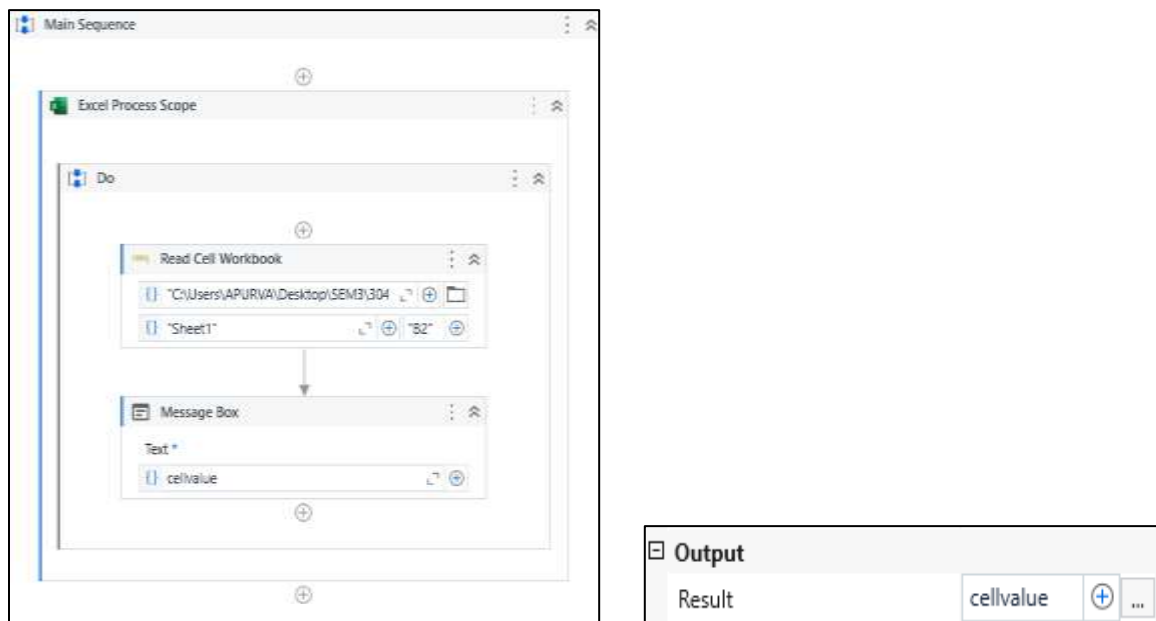 Main Sequence
Excel Process Scope
Do
Read Cell Workbook
"C:\Users\APURVA\Desktop\SEM3\304
"Sheet1" "B2"
Message Box
Text *
cellvalue
Output
Result cellvalue ...